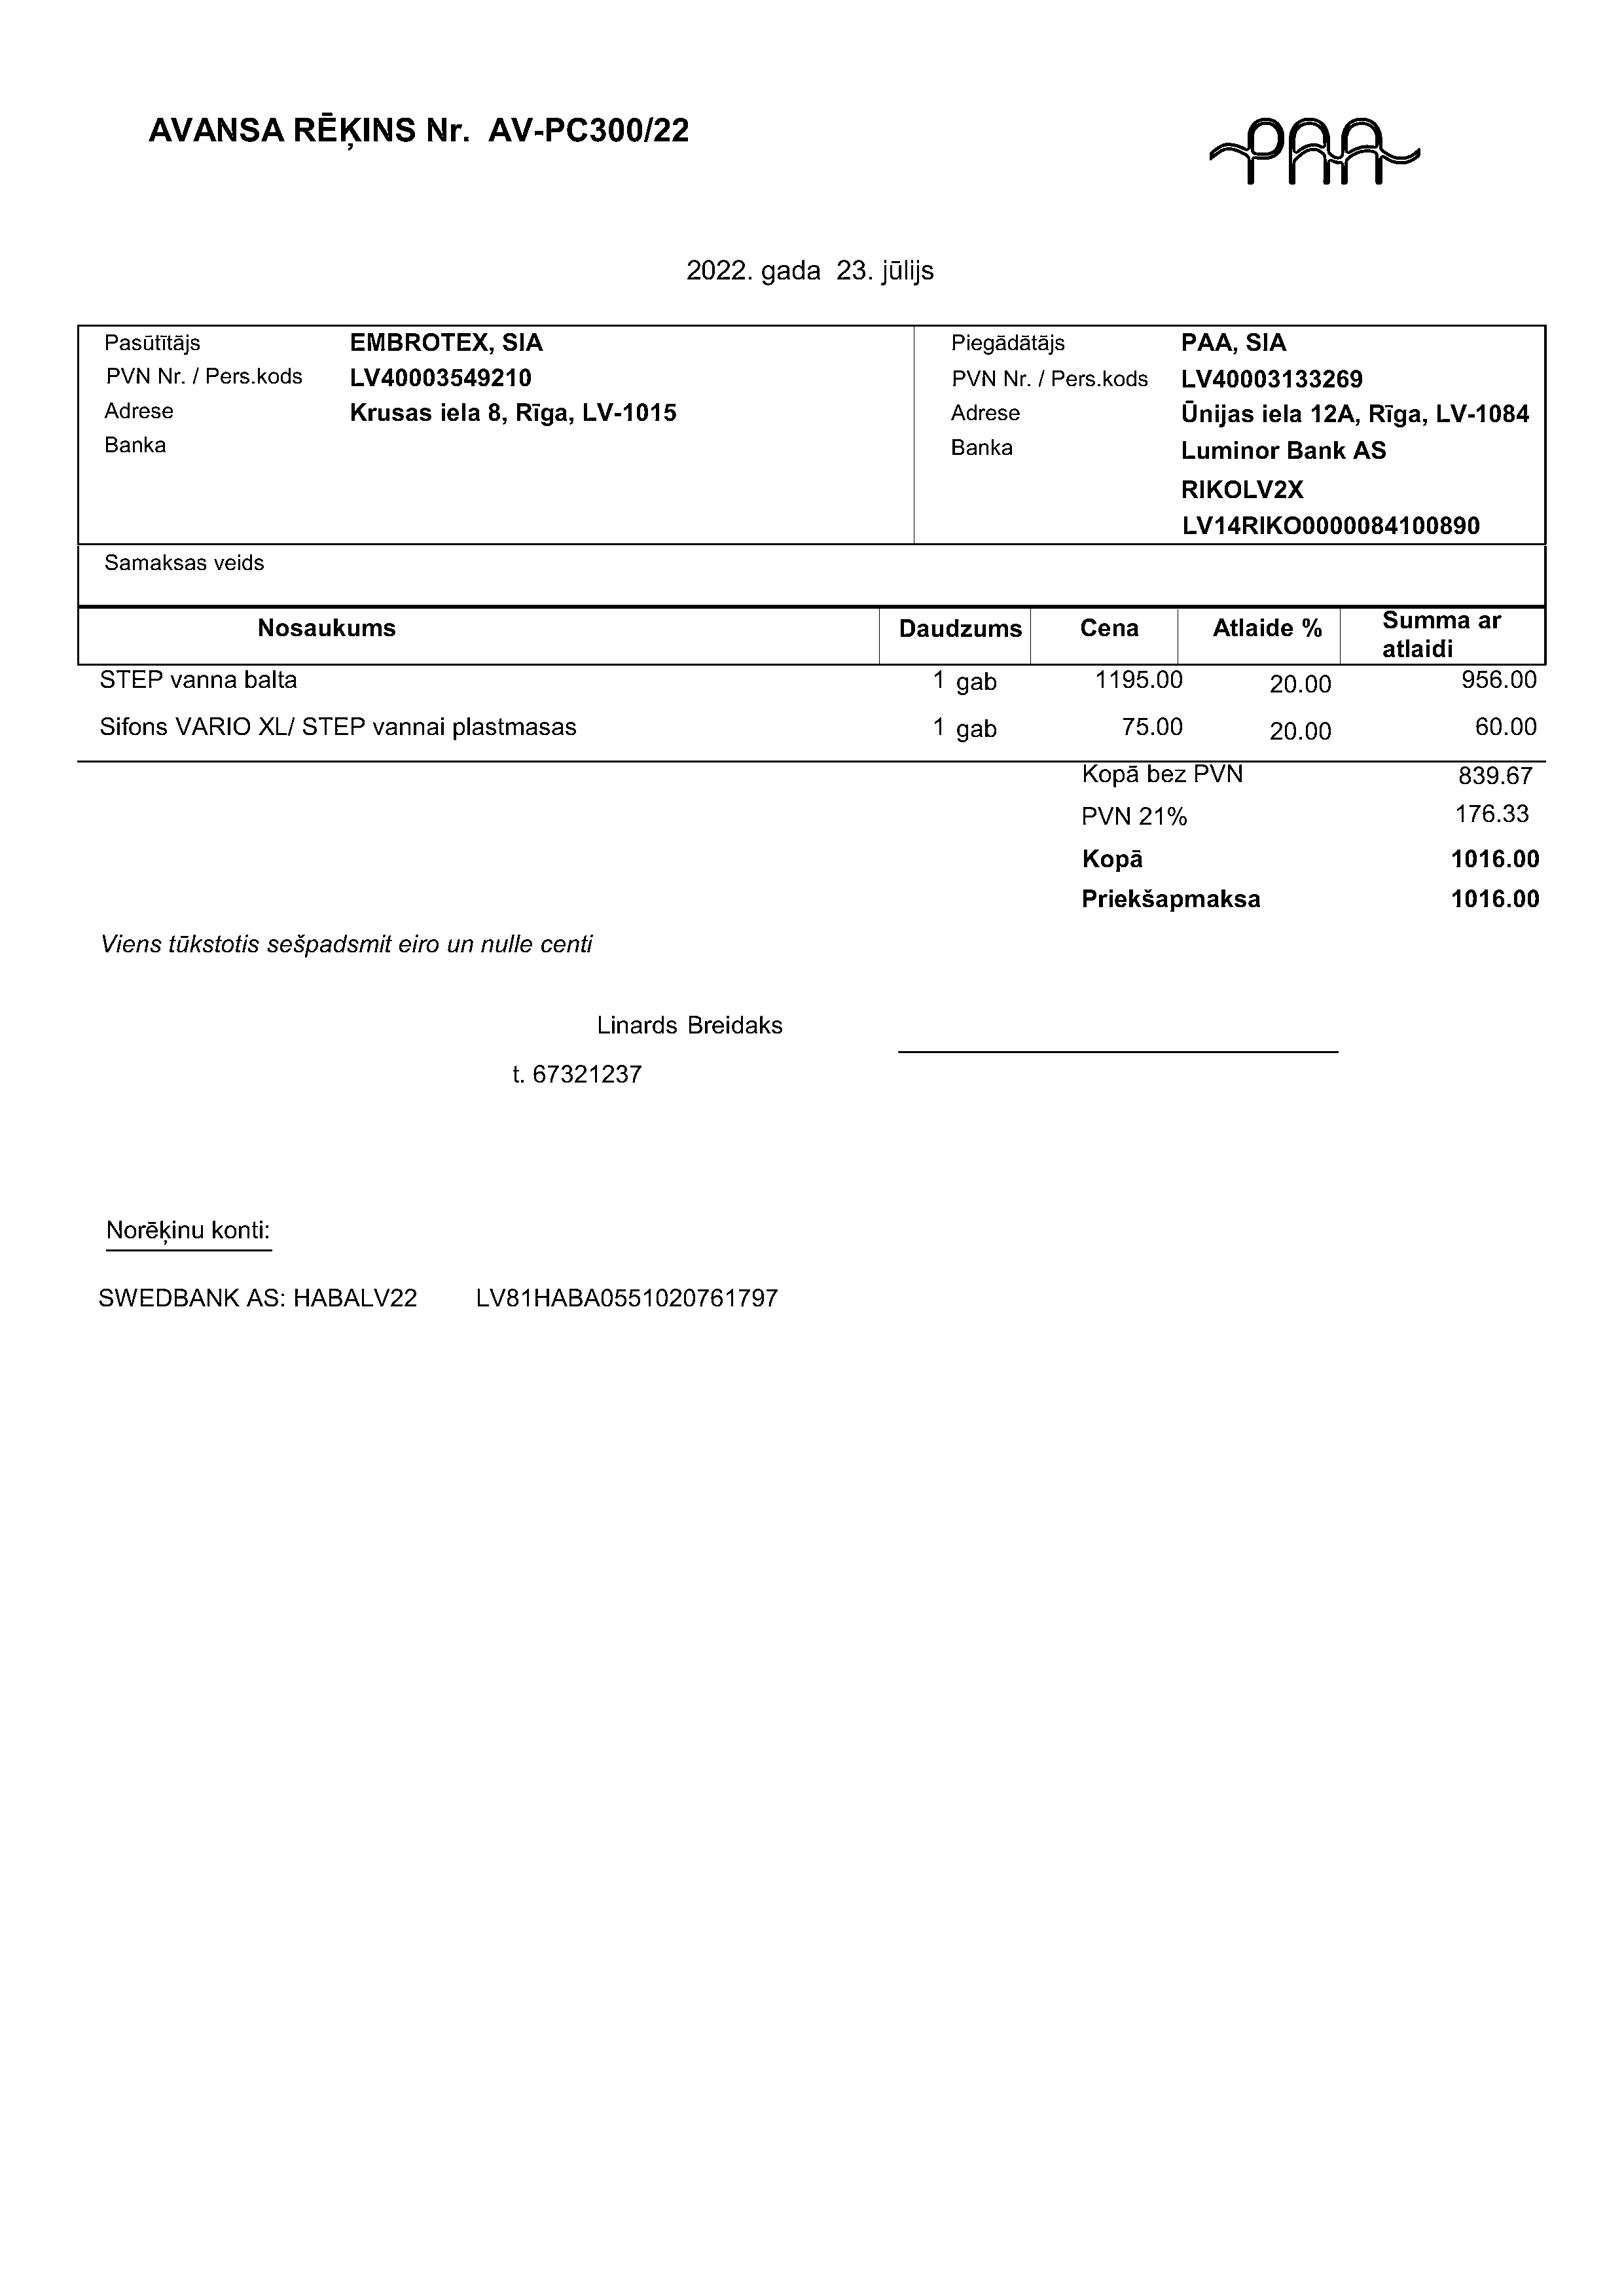 AVANSA RĒĶINS Nr. AV-PC300/22
PAA
2022. gada 23. jūlijs
Pasūtītājs EMBROTEX, SIA
PVN Nr. / Pers.kods LV40003549210
Adrese Krusas iela 8, Rīga, LV-1015
Banka
Piegādātājs PAA, SIA
PVN Nr. / Pers.kods LV40003133269
Adrese Ūnijas iela 12A, Rīga, LV-1084
Banka Luminor Bank AS
RIKOLV2X
LV14RIKO0000084100890
Samaksas veids
Nosaukums Daudzums Cena Atlaide % Summa ar
atlaidi
STEP vanna balta 1 gab 1195.00 20.00 956.00
Sifons VARIO XL/ STEP vannai plastmasas 1 gab 75.00 20.00 60.00
Kopā bez PVN 839.67
PVN 21% 176.33
Kopā 1016.00
Priekšapmaksa 1016.00
Viens tūkstotis sešpadsmit eiro un nulle centi
Linards Breidaks
t. 67321237
Norēķinu konti:
SWEDBANK AS: HABALV22 LV81HABA0551020761797